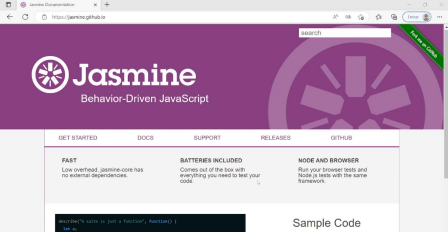 Jasmine Documentation
https://jasmine.github.io
search
Fork me on GitHub
Jasmine
Behavior-Driven JavaScript
GET STARTED DOCS SUPPORT RELEASES GITHUB
FAST
Low overhead, jasmine-core has
no external dependencies.
BATTERIES INCLUDED
Comes out of the box with
everything you need to test your
code.
NODE AND BROWSER
Run your browser tests and
Node.js tests with the same
framework.
describe("A suite is just a function", function() {
let a;
Sample Code